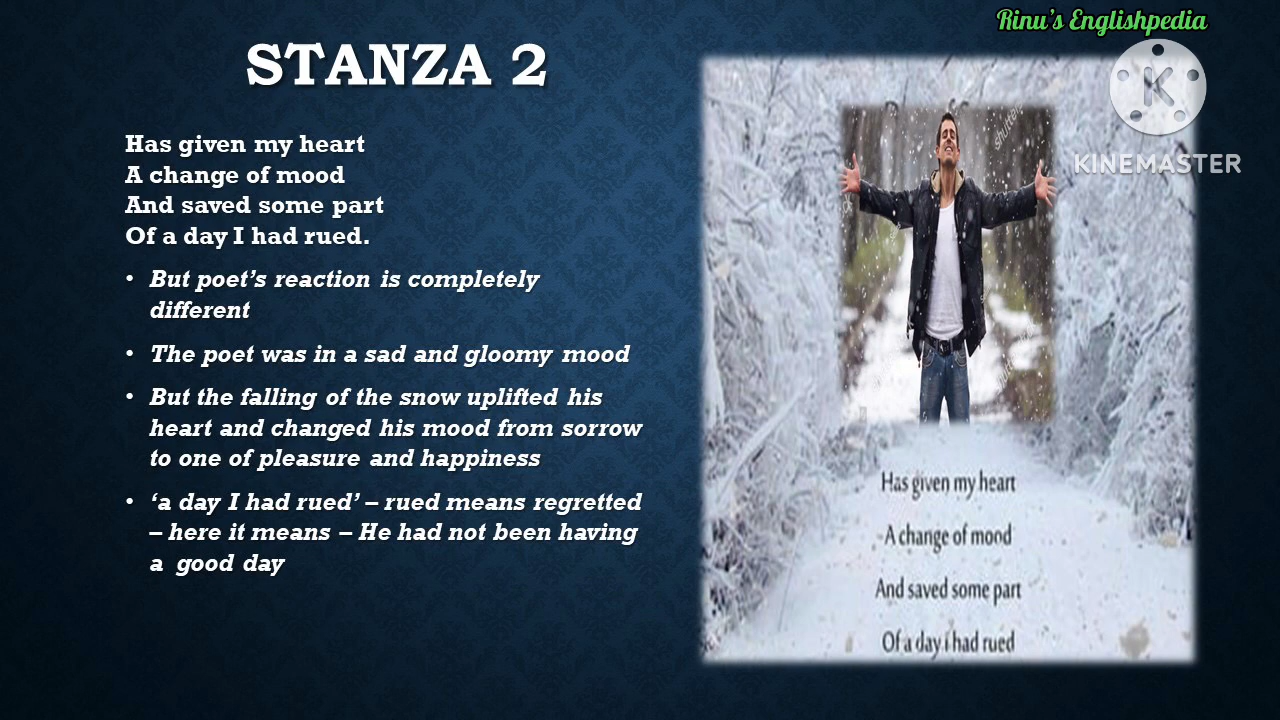 Rinu's Englishpedia
STANZA 2
Has given my heart
A change of mood
And saved some part
Of a day I had rued.
• But poet's reaction is completely
different
• The poet was in a sad and gloomy mood
• But the falling of the snow uplifted his
heart and changed his mood from sorrow
to one of pleasure and happiness
• ‘a day I had rued’ – rued means regretted
– here it means – He had not been having
a good day
K
KINEMASTER
Has given my heart
A change of mood
And saved some part
Of a day i had rued